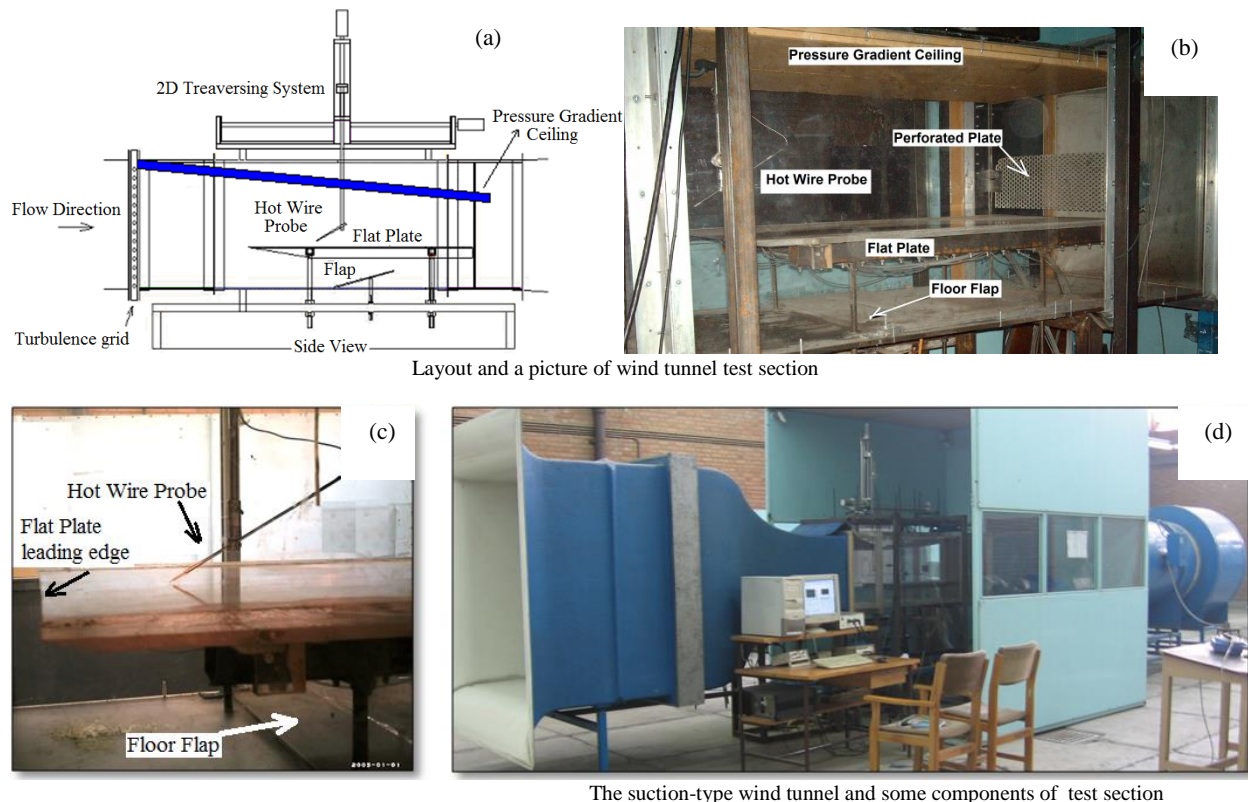 (a)
2D Treaversing System
Pressure Gradient
Ceiling
Flow Direction
Hot Wire
Probe
Flat Plate
Flap
Turbulence grid
Side View
(b)
Pressure Gradient Ceiling
Perforated Plate
Hot Wire Probe
Flat Plate
Floor Flap
Layout and a picture of wind tunnel test section
(c)
Hot Wire Probe
Flat Plate
leading edge
Floor Flap
2005-01-01
(d)
The suction-type wind tunnel and some components of test section